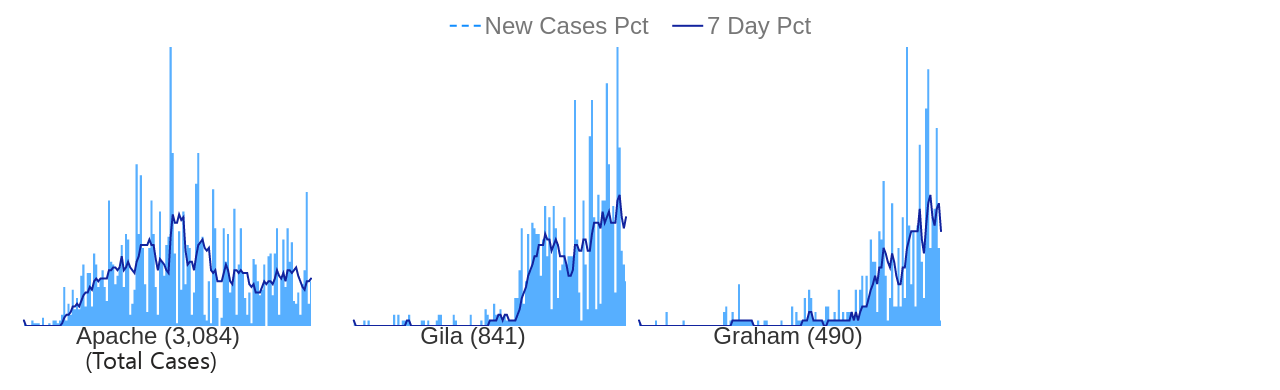 New Cases Pct 7 Day Pct
Apache (3,084) Gila (841) Graham (490)
(Total Cases)